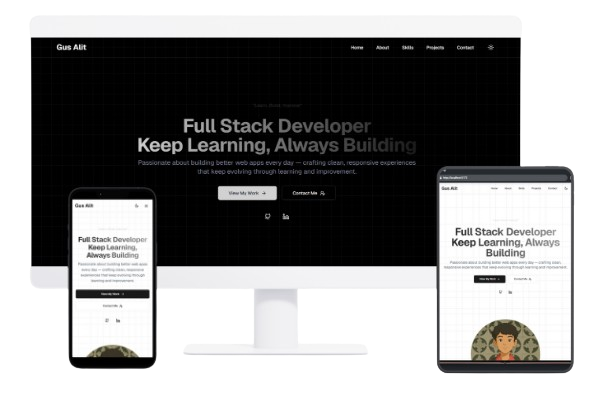 Gus Alit
Home About Skills Projects Contact
Full Stack Developer
Keep Learning, Always Building
Passionate about building better web apps every day — crafting clean, responsive experiences
that keep evolving through learning and improvement.
View My Work → Contact Me
Gus Alit
Full Stack Developer
Keep Learning,
Always Building
Passionate about building better web apps
every day — crafting clean, responsive
experiences that keep evolving through
learning and improvement.
View My Work →
Contact Me
Gus Alit
Home About Skills Projects Contact
Full Stack Developer
Keep Learning, Always
Building
Passionate about building better web apps every day — crafting clean,
responsive experiences that keep evolving through learning and improvement.
View My Work → Contact Me